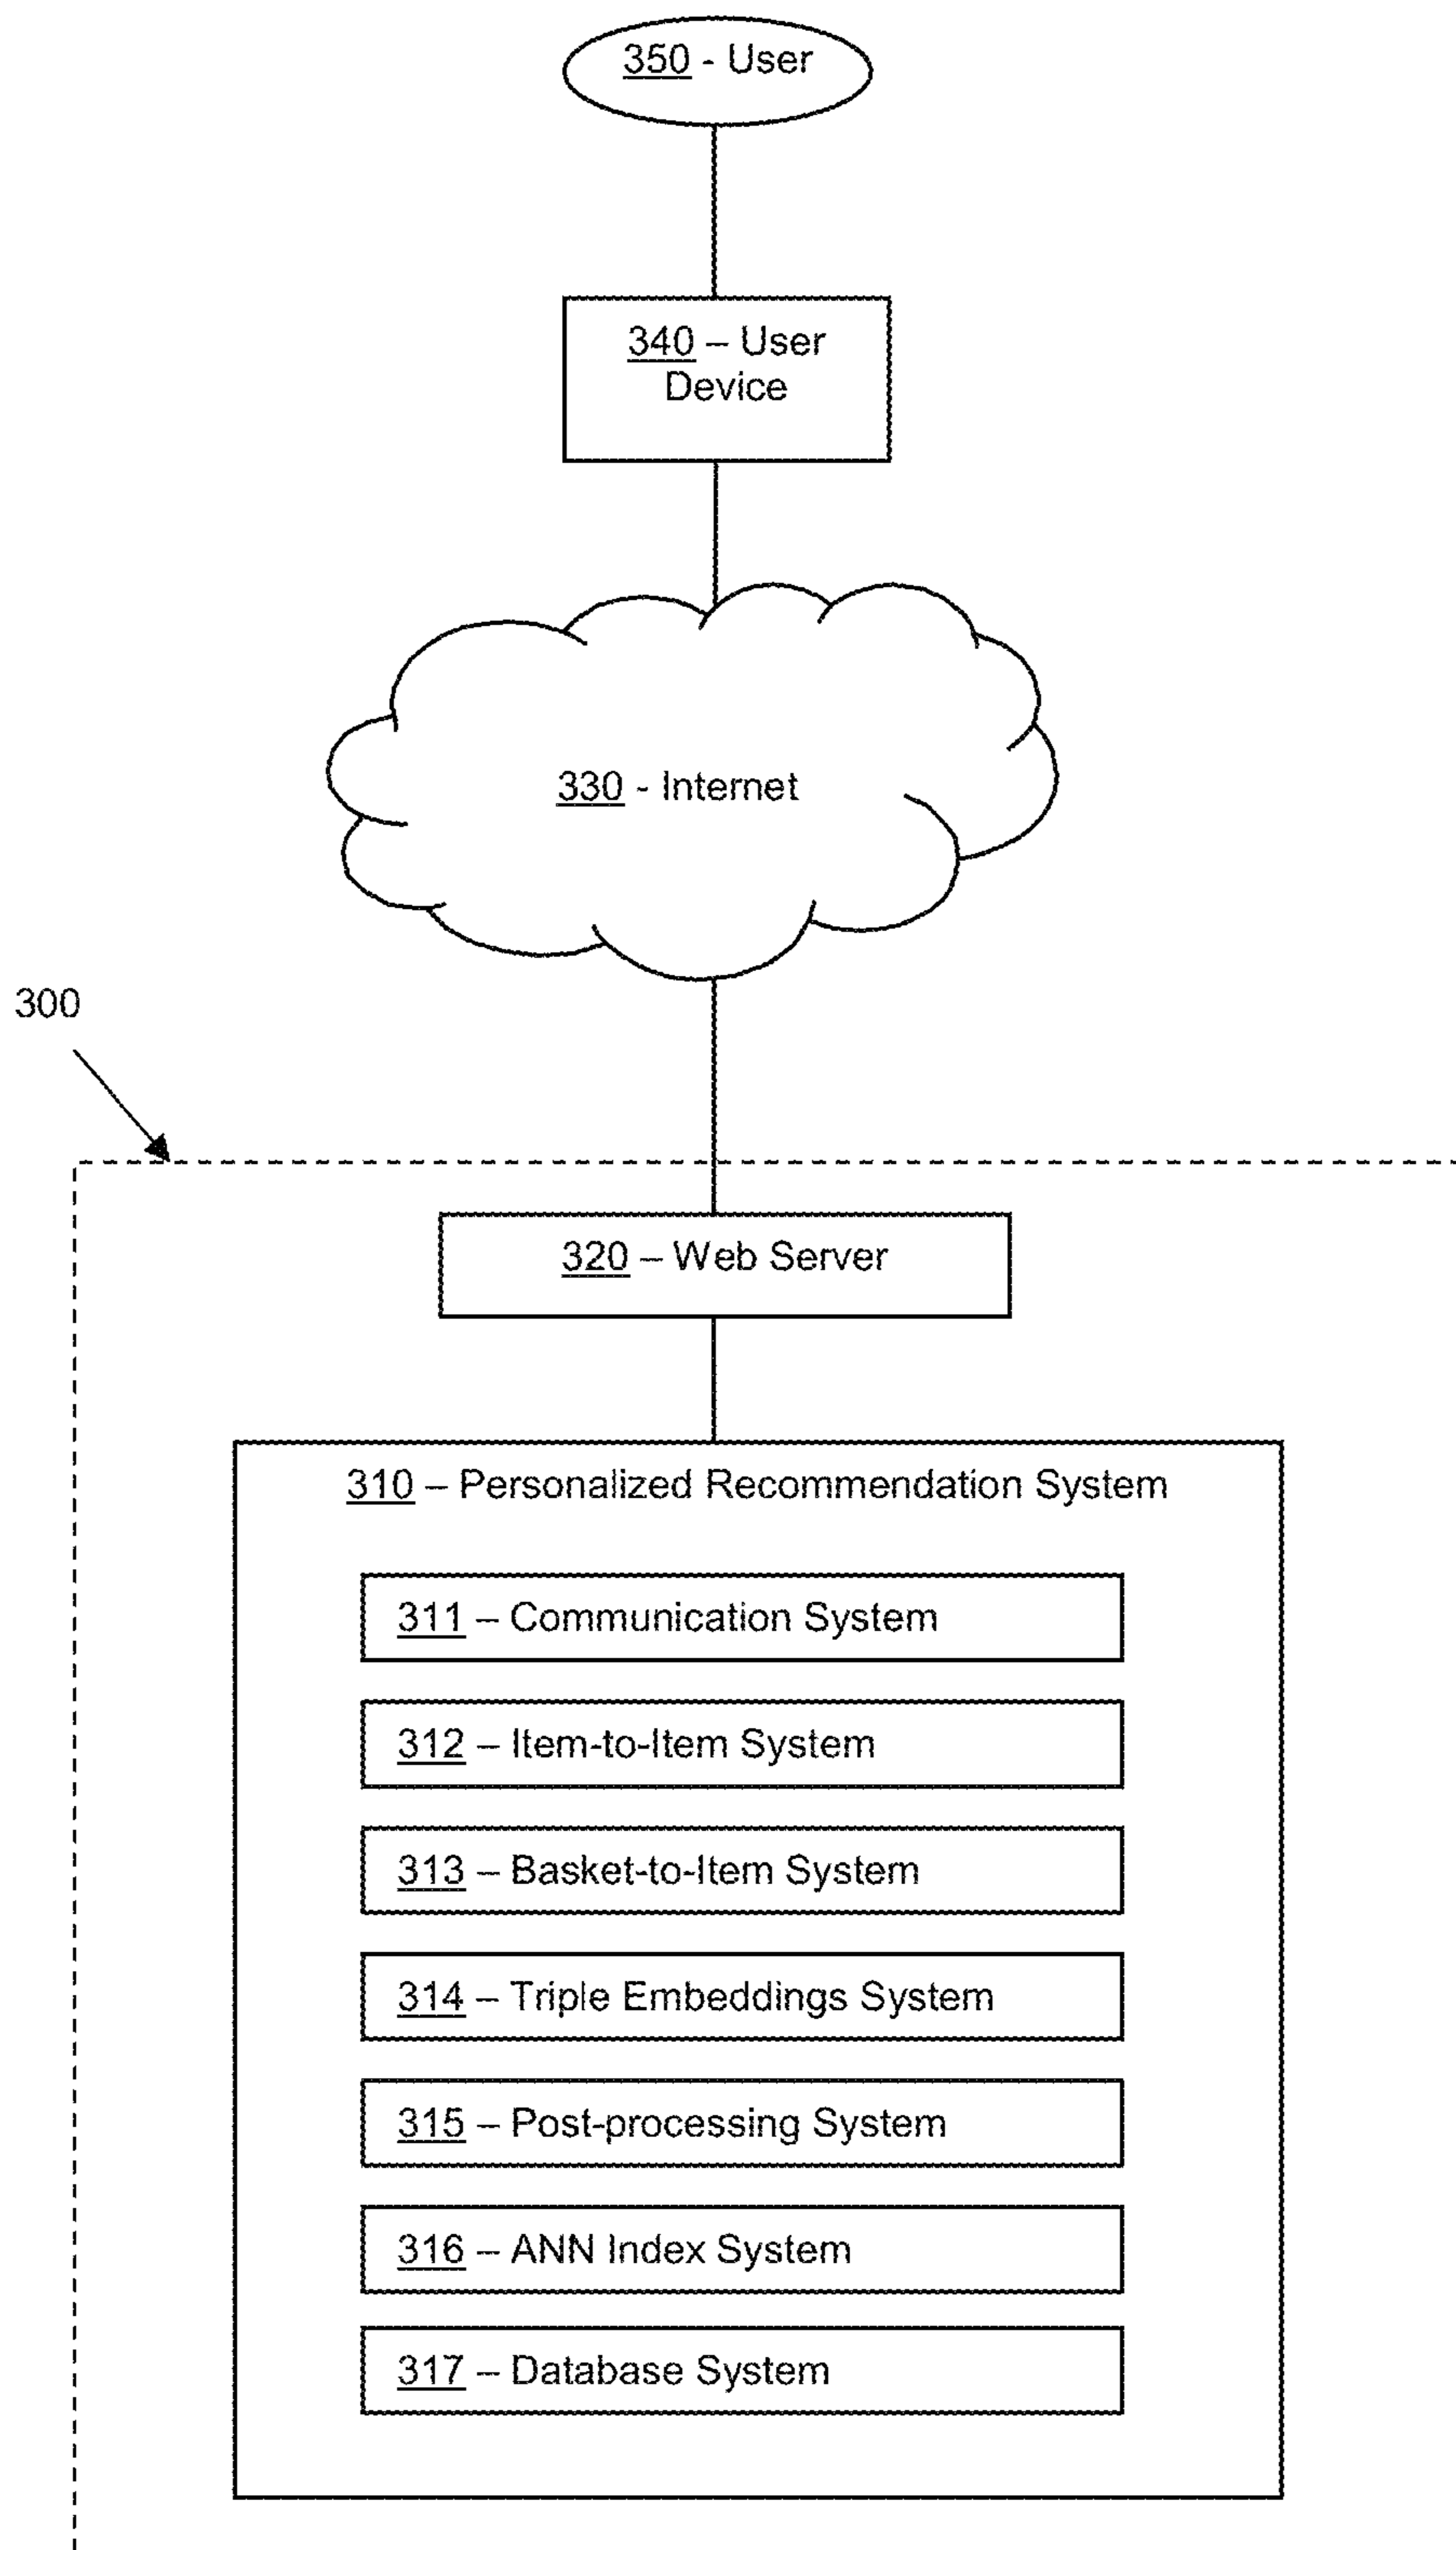 350 - User
340 – User
Device
330 - Internet
300
320 – Web Server
310 – Personalized Recommendation System
311 – Communication System
312 – Item-to-Item System
313 – Basket-to-Item System
314 – Triple Embeddings System
315 – Post-processing System
316 – ANN Index System
317 – Database System